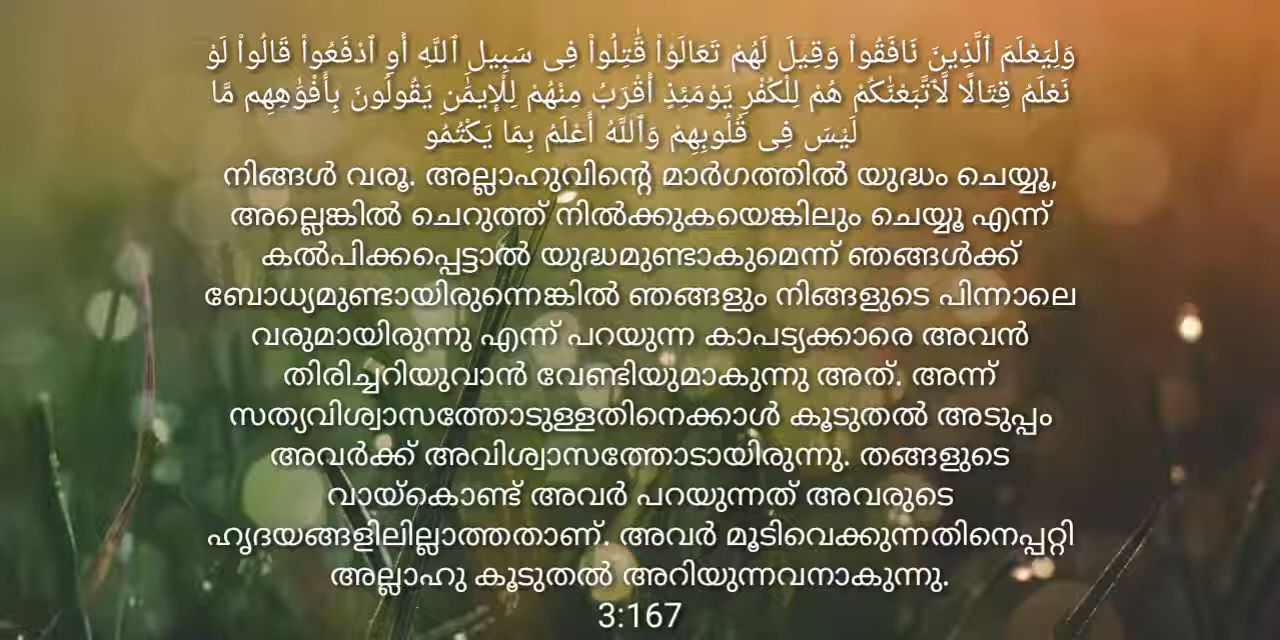 وَلِيَعْلَمَ ٱلَّذِينَ نَافَقُوا۟ وَقِيلَ لَهُمْ تَعَالَوْا۟ قَٰتِلُوا۟ فِى سَبِيلِ ٱللَّهِ أَوِ ٱدْفَعُوا۟ قَالُوا۟ لَوْ
نَعْلَمُ قِتَالًا لَّٱتَّبَعْنَٰكُمْ هُمْ لِلْكُفْرِ يَوْمَئِذٍ أَقْرَبُ مِنْهُمْ لِلْإِيمَٰنِ يَقُولُونَ بِأَفْوَٰهِهِم مَّا
لَيْسَ فِى قُلُوبِهِمْ وَٱللَّهُ أَعْلَمُ بِمَا يَكْتُمُو
നിങ്ങൾ വരൂ. അല്ലാഹുവിന്റെ മാർഗത്തിൽ യുദ്ധം ചെയ്യൂ,
അല്ലെങ്കിൽ ചെറുത്ത് നിൽക്കുകയെങ്കിലും ചെയ്യൂ എന്ന്
കൽപിക്കപ്പെട്ടാൽ യുദ്ധമുണ്ടാകുമെന്ന് ഞങ്ങൾക്ക്
ബോധ്യമുണ്ടായിരുന്നെങ്കിൽ ഞങ്ങളും നിങ്ങളുടെ പിന്നാലെ
വരുമായിരുന്നു എന്ന് പറയുന്ന കാപട്യക്കാരെ അവൻ
തിരിച്ചറിയുവാൻ വേണ്ടിയുമാകുന്നു അത്. അന്ന്
സത്യവിശ്വാസത്തോടുള്ളതിനെക്കാൾ കൂടുതൽ അടുപ്പം
അവർക്ക് അവിശ്വാസത്തോടായിരുന്നു. തങ്ങളുടെ
വായ്കൊണ്ട് അവർ പറയുന്നത് അവരുടെ
ഹൃദയങ്ങളിലില്ലാത്തതാണ്. അവർ മൂടിവെക്കുന്നതിനെപ്പറ്റി
അല്ലാഹു കൂടുതൽ അറിയുന്നവനാകുന്നു.
3:167